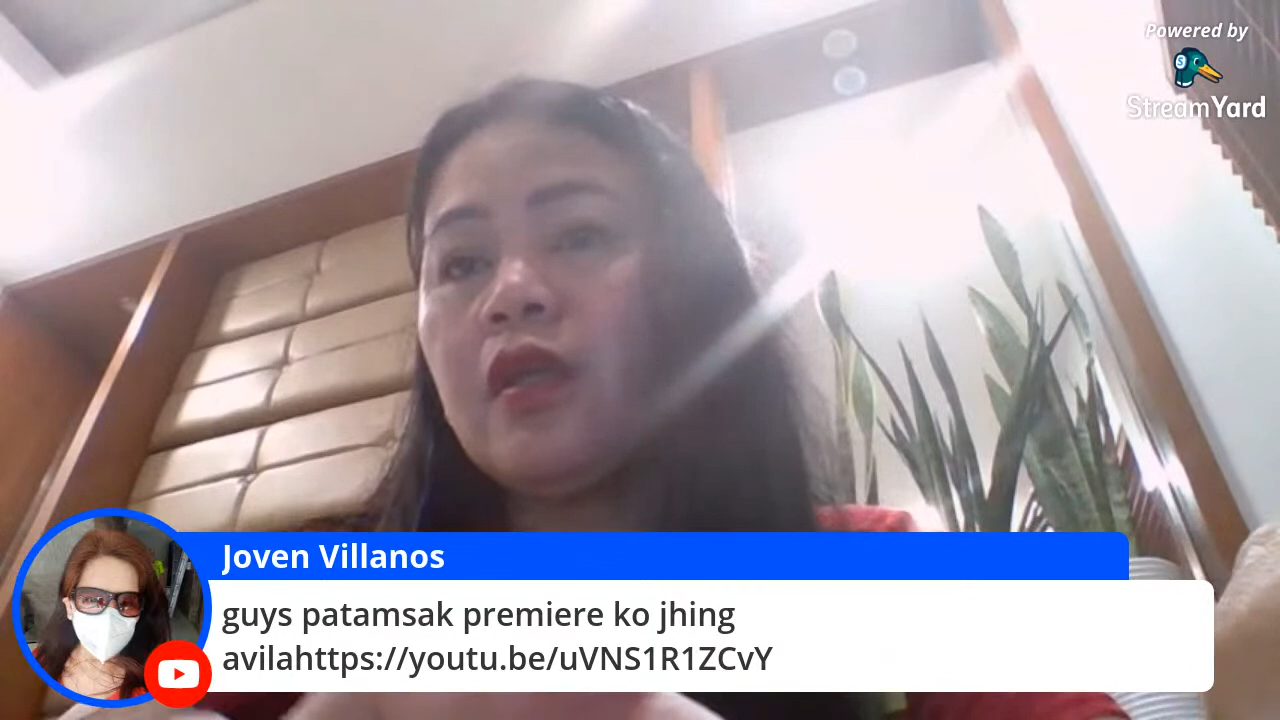 Powered by
StreamYard
Joven Villanos
guys patamsak premiere ko jhing
avilahttps://youtu.be/uVNS1R1ZCvY